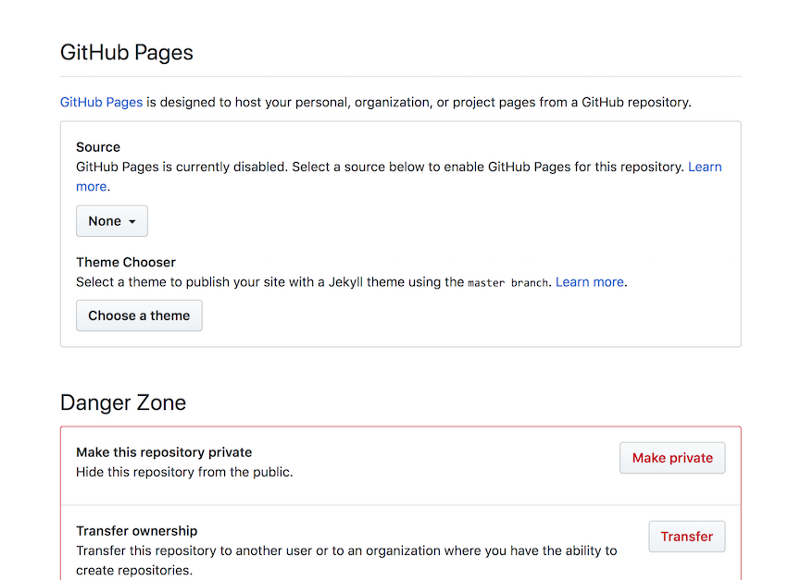 GitHub Pages
GitHub Pages is designed to host your personal, organization, or project pages from a GitHub repository.
Source
GitHub Pages is currently disabled. Select a source below to enable GitHub Pages for this repository. Learn
more.
None
Theme Chooser
Select a theme to publish your site with a Jekyll theme using the master branch. Learn more.
Choose a theme
Danger Zone
Make this repository private
Hide this repository from the public.
Make private
Transfer ownership
Transfer this repository to another user or to an organization where you have the ability to
create repositories.
Transfer